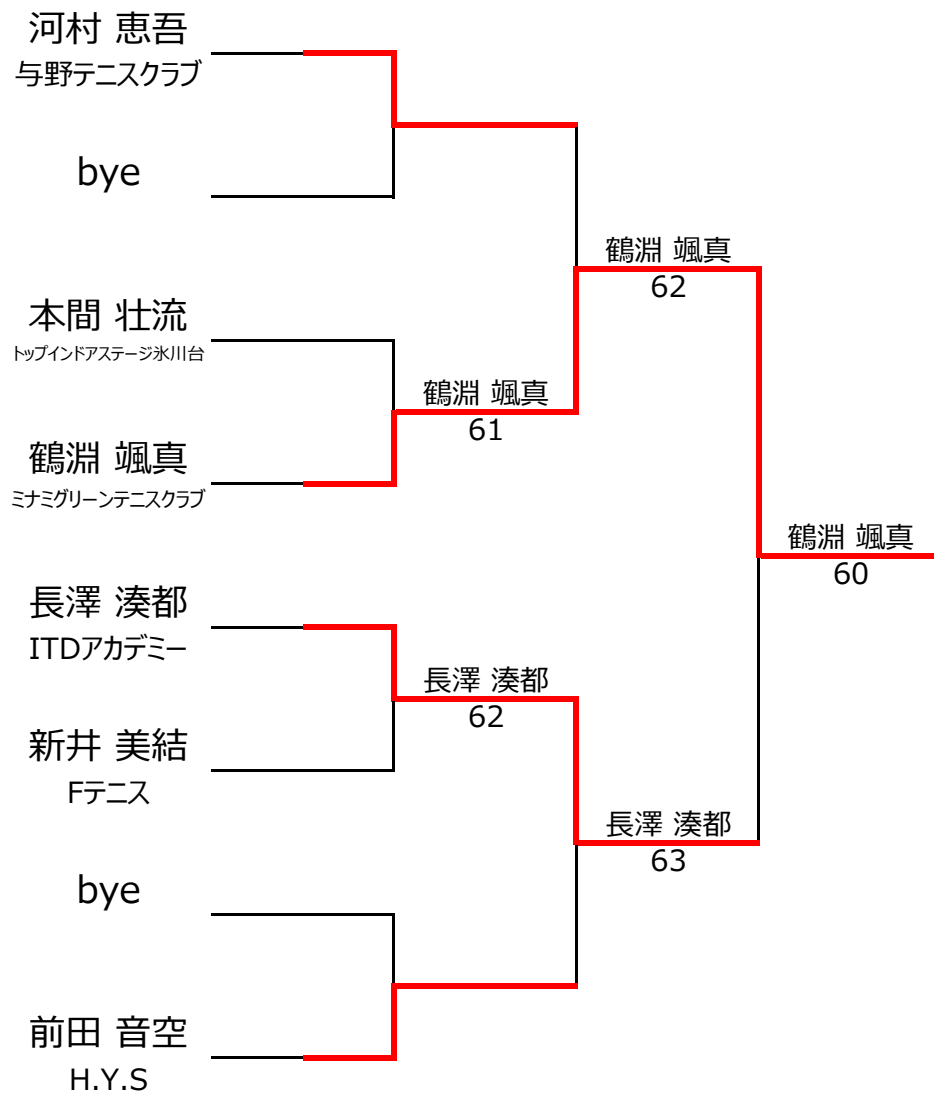 河村 恵吾
与野テニスクラブ
bye
鶴淵 颯真
62
本間 壮流
トップインドアステージ氷川台
鶴淵 颯真
61
鶴淵 颯真
ミナミグリーンテニスクラブ
鶴淵 颯真
60
長澤 湊都
ITDアカデミー
長澤 湊都
62
新井 美結
Fテニス
長澤 湊都
63
bye
前田 音空
H.Y.S